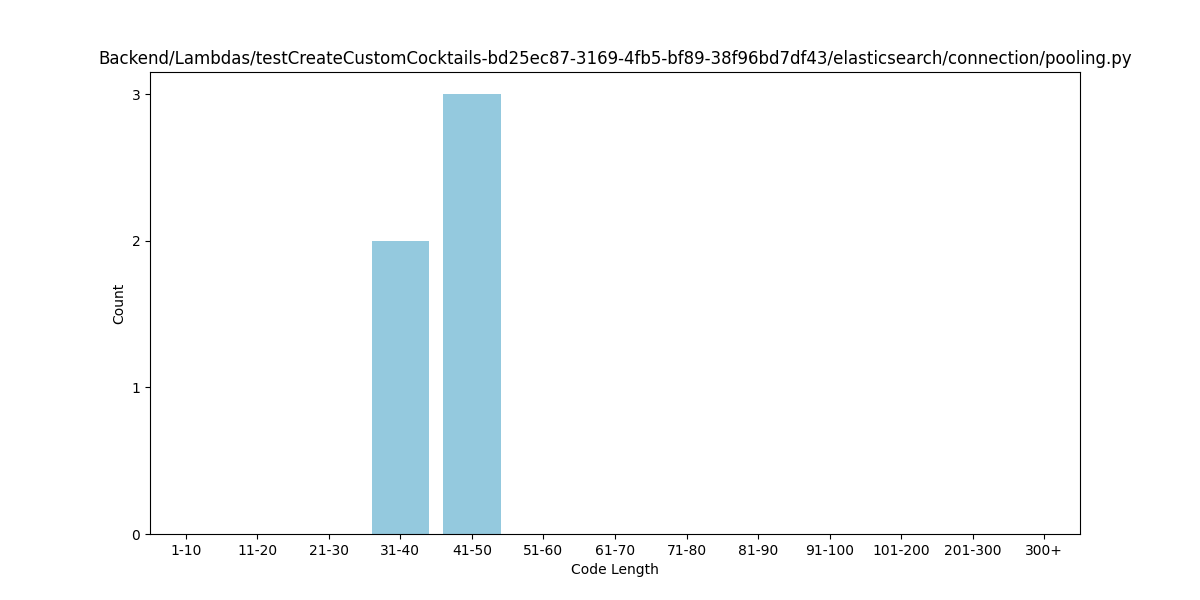 Backend/Lambdas/testCreateCustomCocktails-bd25ec87-3169-4fb5-bf89-38f96bd7df43/elasticsearch/connection/pooling.py
3
2
1
0
Count
1-10 11-20 21-30 31-40 41-50 51-60 61-70 71-80 81-90 91-100 101-200 201-300 300+
Code Length